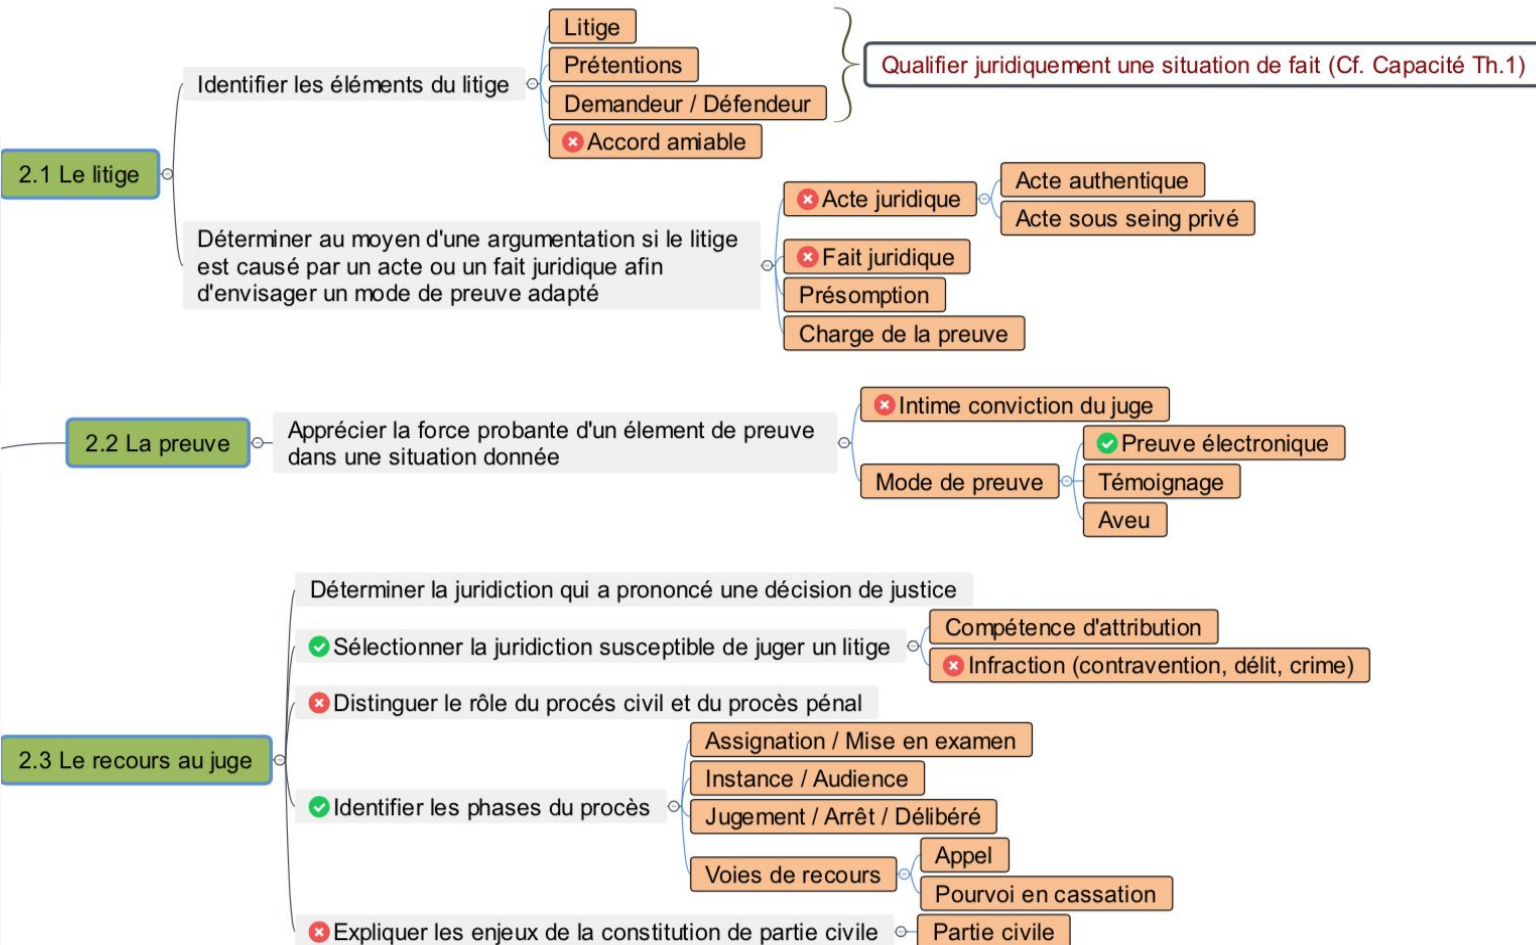 2.1 Le litige
Identifier les éléments du litige
Litige
Prétentions
Demandeur / Défendeur
Accord amiable
Qualifier juridiquement une situation de fait (Cf. Capacité Th.1)
Déterminer au moyen d'une argumentation si le litige
est causé par un acte ou un fait juridique afin
d'envisager un mode de preuve adapté
Acte juridique
Acte authentique
Acte sous seing privé
Fait juridique
Présomption
Charge de la preuve
2.2 La preuve
Apprécier la force probante d'un élement de preuve
dans une situation donnée
Intime conviction du juge
Mode de preuve
Preuve électronique
Témoignage
Aveu
2.3 Le recours au juge
Déterminer la juridiction qui a prononcé une décision de justice
Sélectionner la juridiction susceptible de juger un litige
Compétence d'attribution
Infraction (contravention, délit, crime)
Distinguer le rôle du procés civil et du procès pénal
Identifier les phases du procès
Assignation / Mise en examen
Instance / Audience
Jugement / Arrêt / Délibéré
Voies de recours
Appel
Pourvoi en cassation
Expliquer les enjeux de la constitution de partie civile
Partie civile